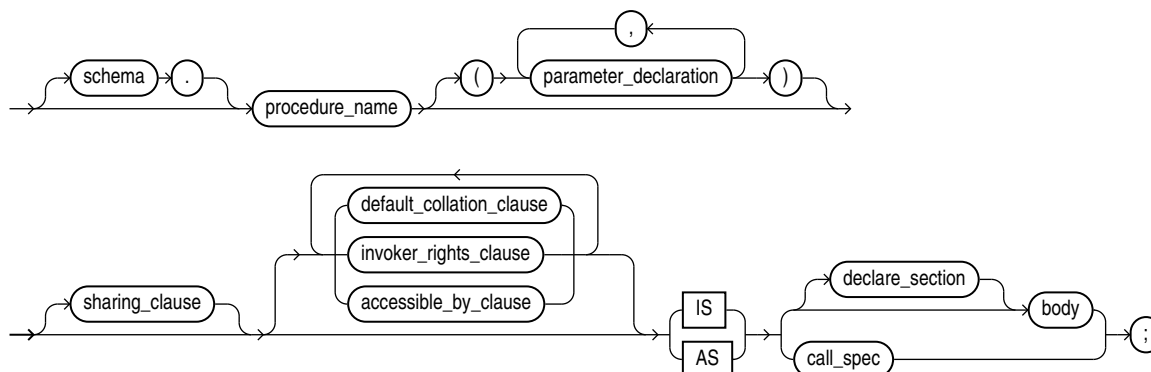 ,
schema . ( parameter_declaration )
procedure_name
default_collation_clause
invoker_rights_clause
declare_section
sharing_clause accessible_by_clause IS body
;
AS call_spec